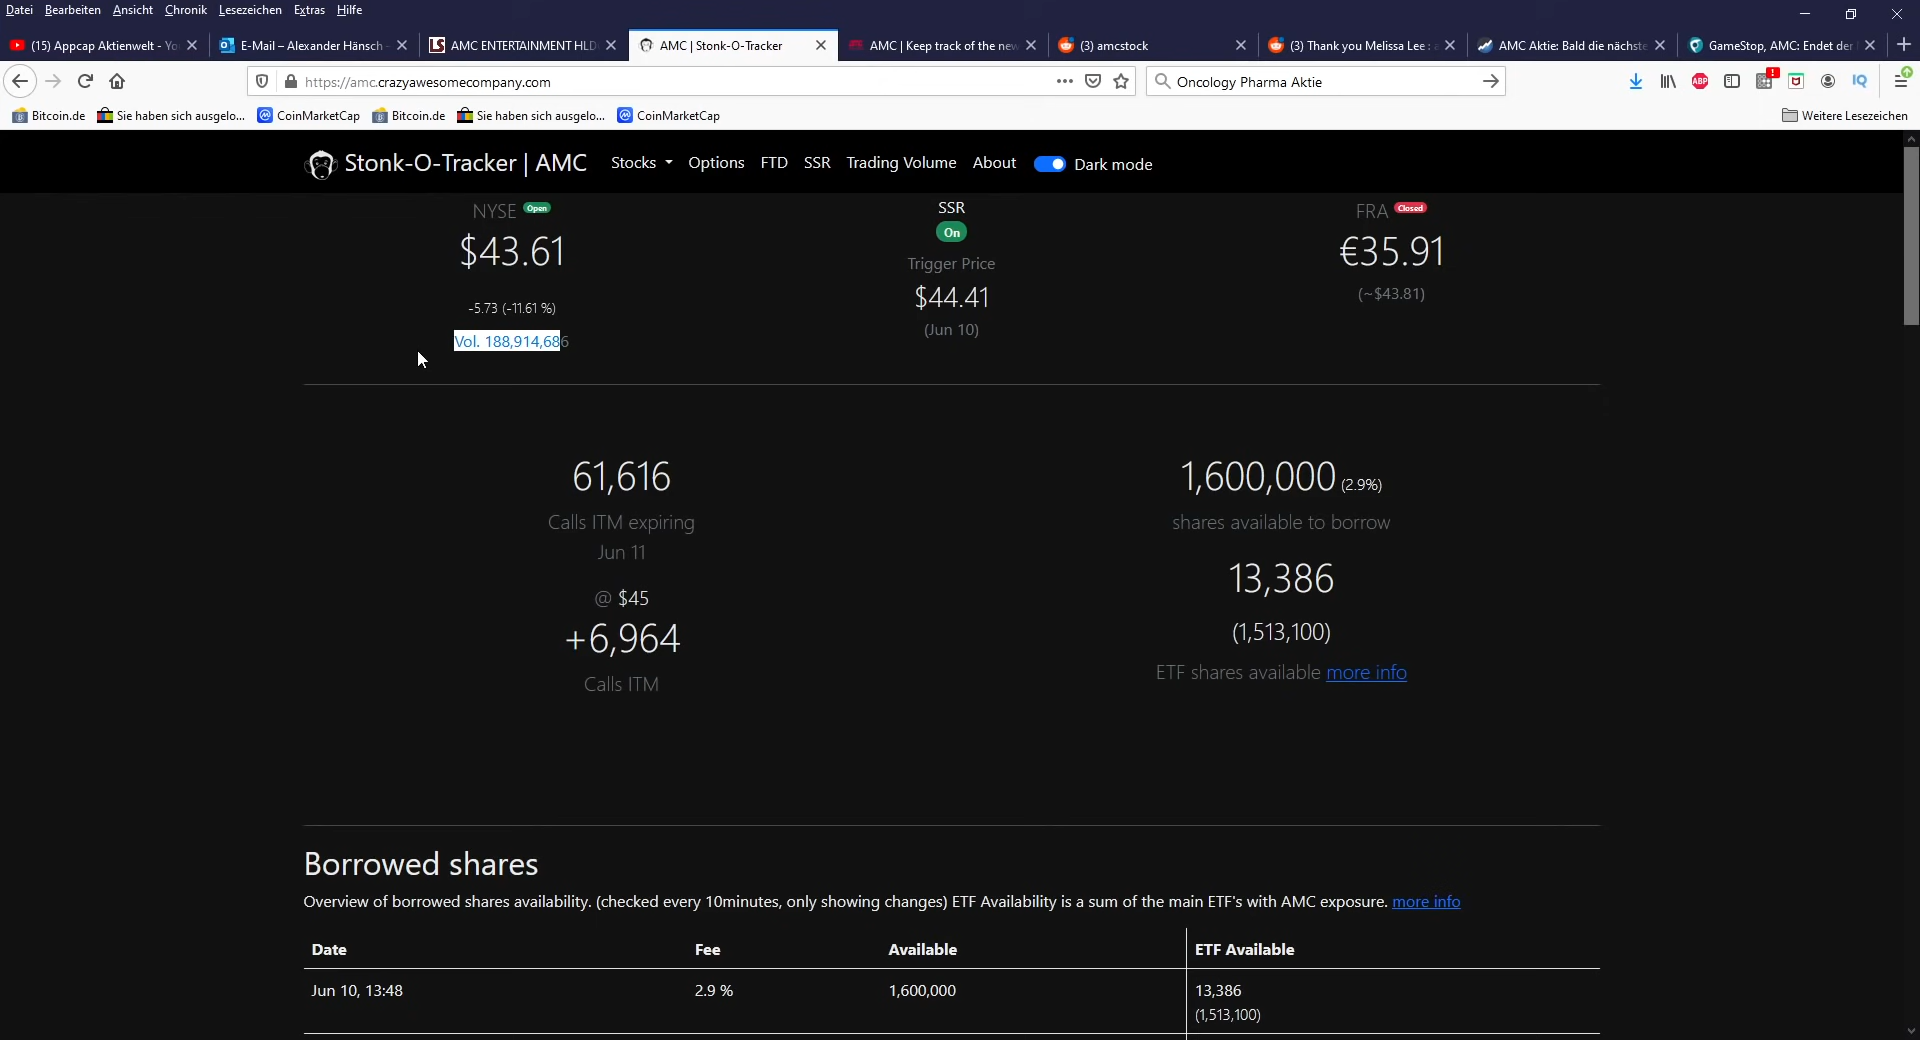 Datei Bearbeiten Ansicht Chronik Lesezeichen Extras Hilfe
(15) Appcap Aktienwelt - Yo
E-Mail – Alexander Hänsch -
AMC ENTERTAINMENT HLD
AMC | Stonk-O-Tracker
AMC | Keep track of the new
(3) amcstock
(3) Thank you Melissa Lee : a
AMC Aktie: Bald die nächste
GameStop, AMC: Endet der
https://amc.crazyawesomecompany.com
Oncology Pharma Aktie
ABP
IQ
Bitcoin.de Sie haben sich ausgelo... CoinMarketCap Bitcoin.de Sie haben sich ausgelo... CoinMarketCap Weitere Lesezeichen
Stonk-O-Tracker | AMC Stocks Options FTD SSR Trading Volume About Dark mode
NYSE Open
$43.61
-5.73 (-11.61 %)
Vol. 188,914,686
SSR
On
Trigger Price
$44.41
(Jun 10)
FRA Closed
€35.91
(~$43.81)
61,616
Calls ITM expiring
Jun 11
@ $45
+6,964
Calls ITM
1,600,000 (2.9%)
shares available to borrow
13,386
(1,513,100)
ETF shares available more info
Borrowed shares
Overview of borrowed shares availability. (checked every 10minutes, only showing changes) ETF Availability is a sum of the main ETF's with AMC exposure. more info
Date Fee Available ETF Available
Jun 10, 13:48 2.9 % 1,600,000 13,386
(1,513,100)